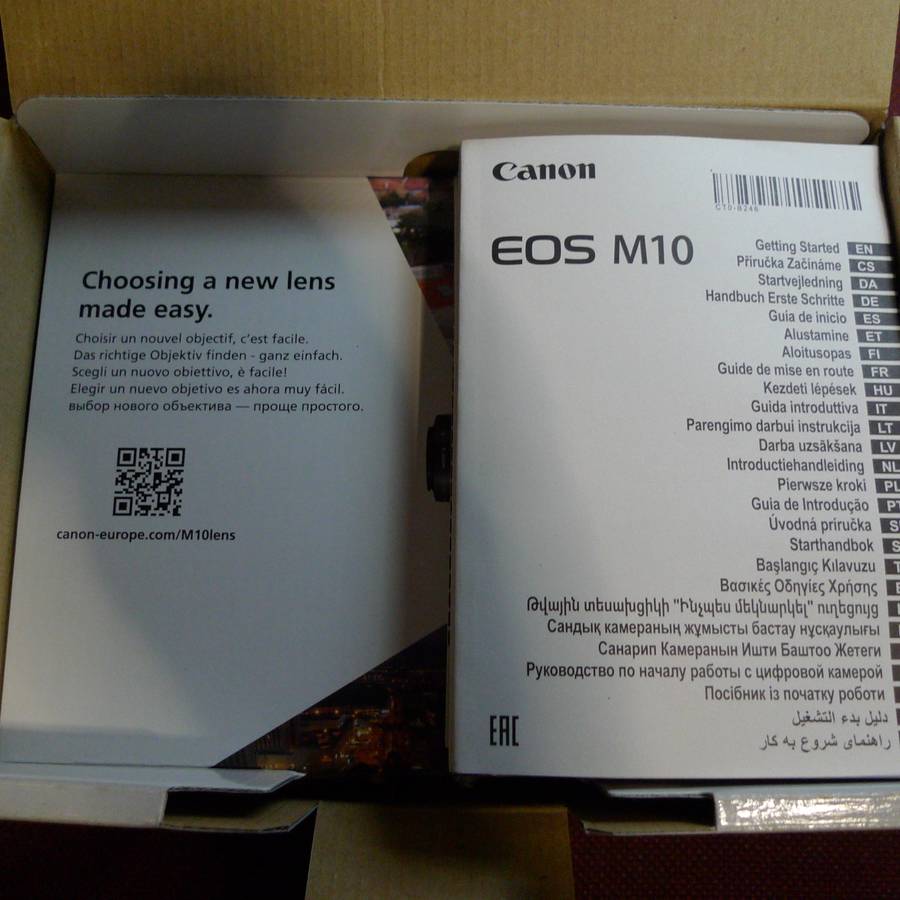 Choosing a new lens
made easy.
Choisir un nouvel objectif, c'est facile.
Das richtige Objektiv finden - ganz einfach.
Scegli un nuovo obiettivo, è facile!
Elegir un nuevo objetivo es ahora muy fácil.
выбор нового объектива — проще простого.
canon-europe.com/M10lens
Canon
CT0-8246
EOS M10
Getting Started EN
Příručka Začínáme CS
Startvejledning DA
Handbuch Erste Schritte DE
Guía de inicio ES
Alustamine ET
Aloitusopas FI
Guide de mise en route FR
Kezdeti lépések HU
Guida introduttiva IT
Parengimo darbui instrukcija LT
Darba uzsākšana LV
Introductiehandleiding NL
Pierwsze kroki PL
Guia de Introdução PT
Úvodná príručka
Starthandbok
Başlangıç Kılavuzu
Βασικές Οδηγίες Χρήσης
Թվային տեսախցիկի "Ինչպես մեկնարկել" ուղեցույց
Сандық камераның жұмысты бастау нұсқаулығы
Санарип Камеранын Ишти Баштоо Жетеги
Руководство по началу работы с цифровой камерой
Посібник із початку роботи
دليل بدء التشغيل
راهنمای شروع به کار
EAC